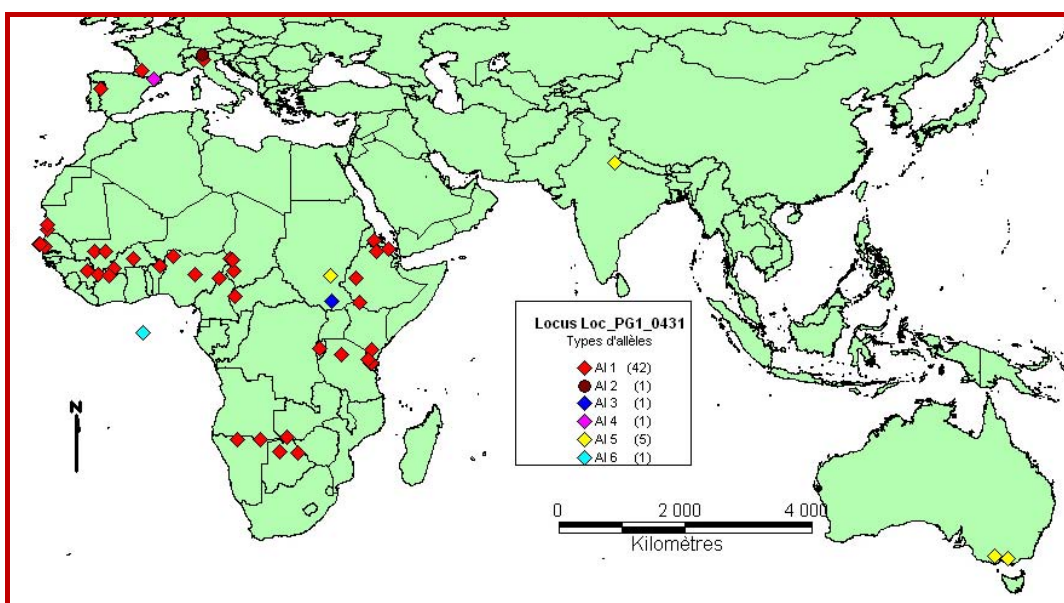 N
Locus Loc_PG1_0431
Types d'allèles
Al 1 (42)
Al 2 (1)
Al 3 (1)
Al 4 (1)
Al 5 (5)
Al 6 (1)
0 2 000 4 000
Kilomètres